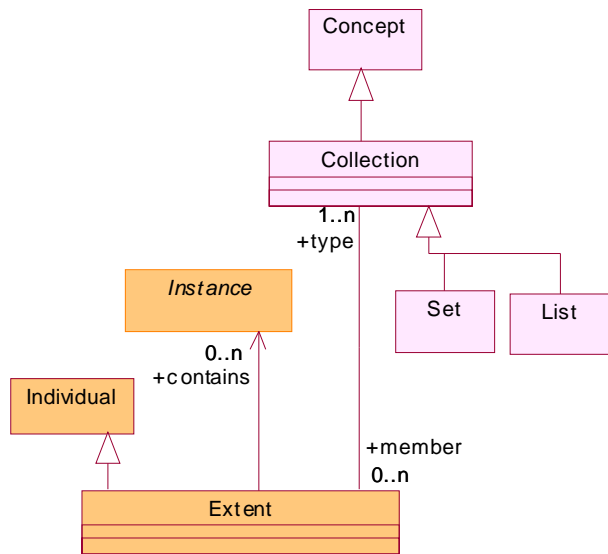 Concept
Collection
1..n
+type
Set
List
Instance
0..n
+contains
Individual
+member
0..n
Extent